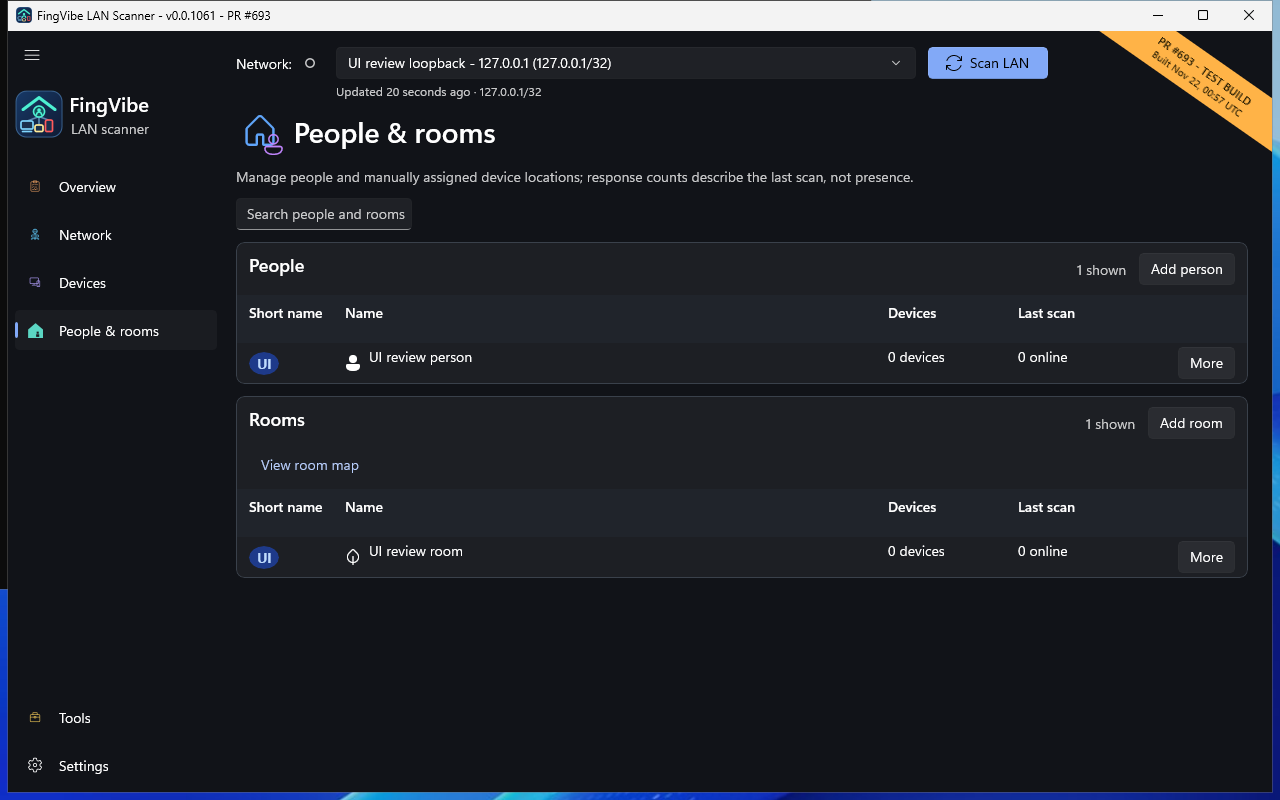 FingVibe LAN Scanner - v0.0.1061 - PR #693
Network:
UI review loopback - 127.0.0.1 (127.0.0.1/32)
Scan LAN
Updated 20 seconds ago · 127.0.0.1/32
PR #693 - TEST BUILD
Built Nov 22, 00:57 UTC
FingVibe
LAN scanner
Overview
Network
Devices
People & rooms
Tools
Settings
People & rooms
Manage people and manually assigned device locations; response counts describe the last scan, not presence.
Search people and rooms
People
1 shown
Add person
Short name Name Devices Last scan
UI UI review person 0 devices 0 online More
Rooms
1 shown
Add room
View room map
Short name Name Devices Last scan
UI UI review room 0 devices 0 online More